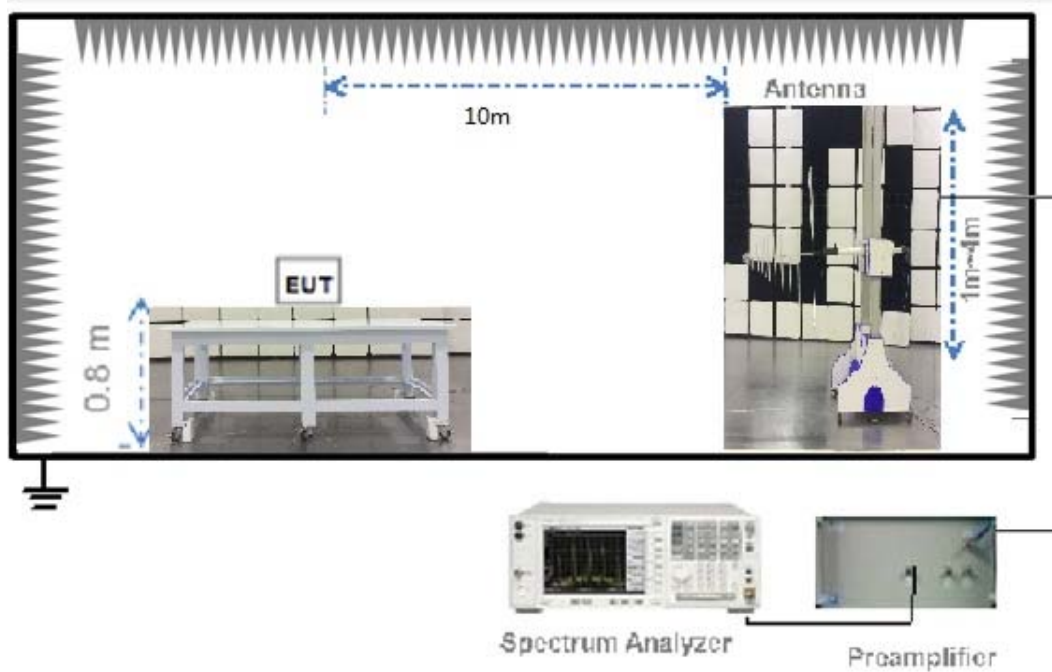 Antenna
10m
1m~4m
EUT
0.8 m
Spectrum Analyzer
Preamplifier